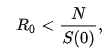 R_0 < \frac{N}{S(0)},